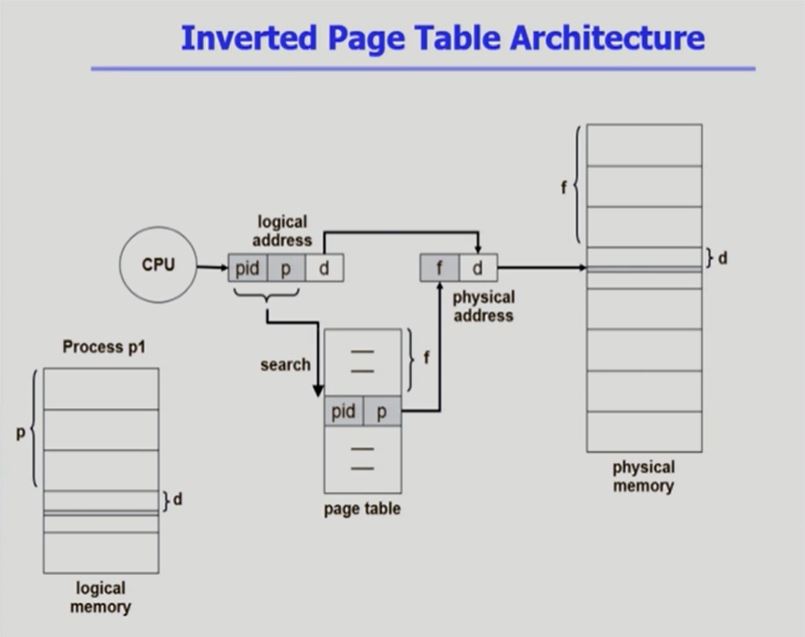 Inverted Page Table Architecture
logical
address
CPU
pid p d
f d
physical
address
f
} d
search
f
pid p
page table
Process p1
p
} d
logical
memory
physical
memory